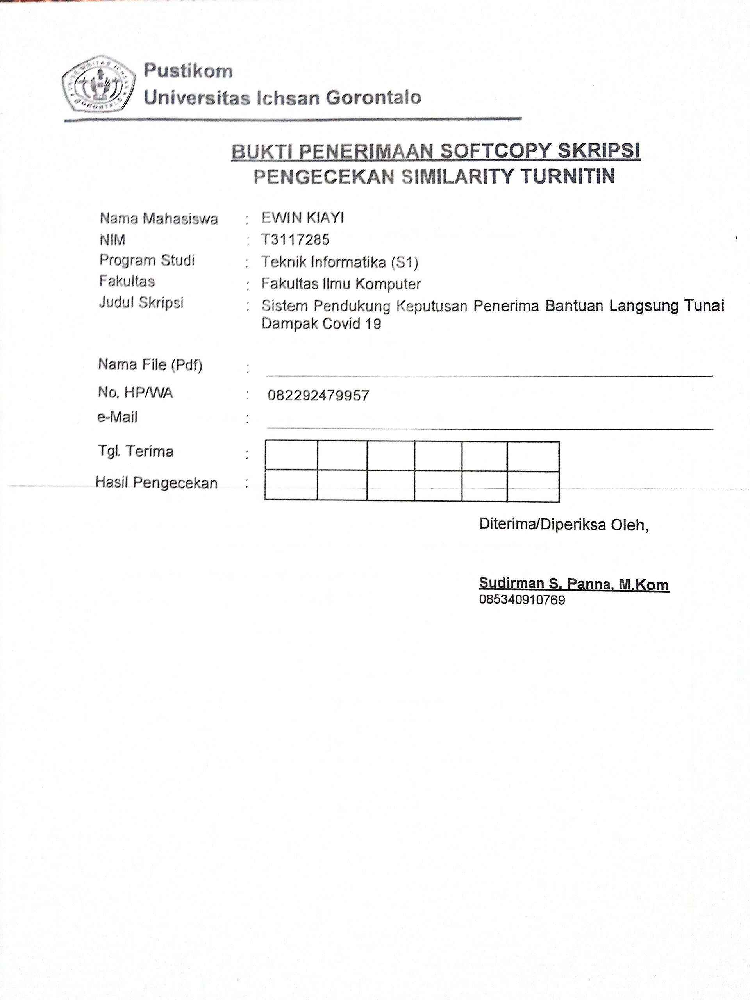 Pustikom
Universitas Ichsan Gorontalo
UNIVERSITAS ICHSAN
GORONTALO
BUKTI PENERIMAAN SOFTCOPY SKRIPSI
PENGECEKAN SIMILARITY TURNITIN
Nama Mahasiswa : EWIN KIAYI
NIM : T3117285
Program Studi : Teknik Informatika (S1)
Fakultas : Fakultas Ilmu Komputer
Judul Skripsi : Sistem Pendukung Keputusan Penerima Bantuan Langsung Tunai
Dampak Covid 19
Nama File (Pdf) :
No. HP/WA : 082292479957
e-Mail :
Tgl. Terima :
Hasil Pengecekan :
Diterima/Diperiksa Oleh,
Sudirman S. Panna, M.Kom
085340910769